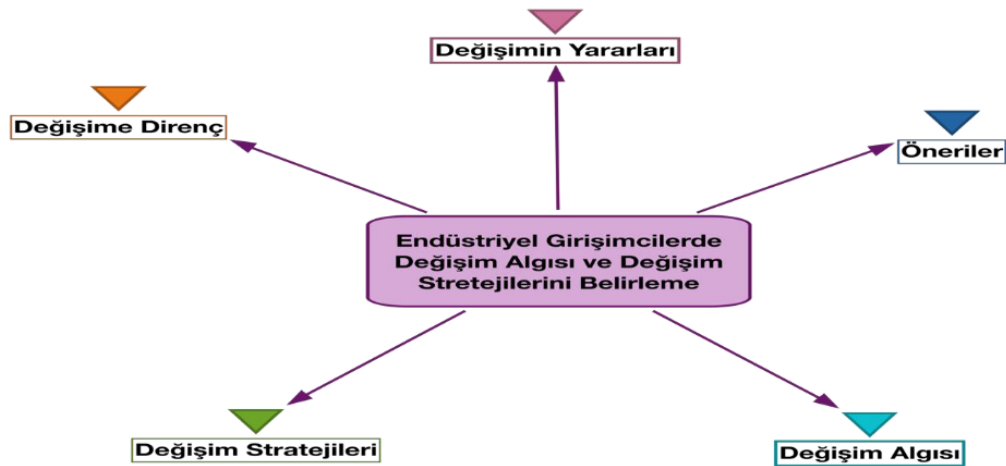 Değişimin Yararları
Değişime Direnç
Öneriler
Endüstriyel Girişimcilerde
Değişim Algısı ve Değişim
Stretejilerini Belirleme
Değişim Stratejileri
Değişim Algısı